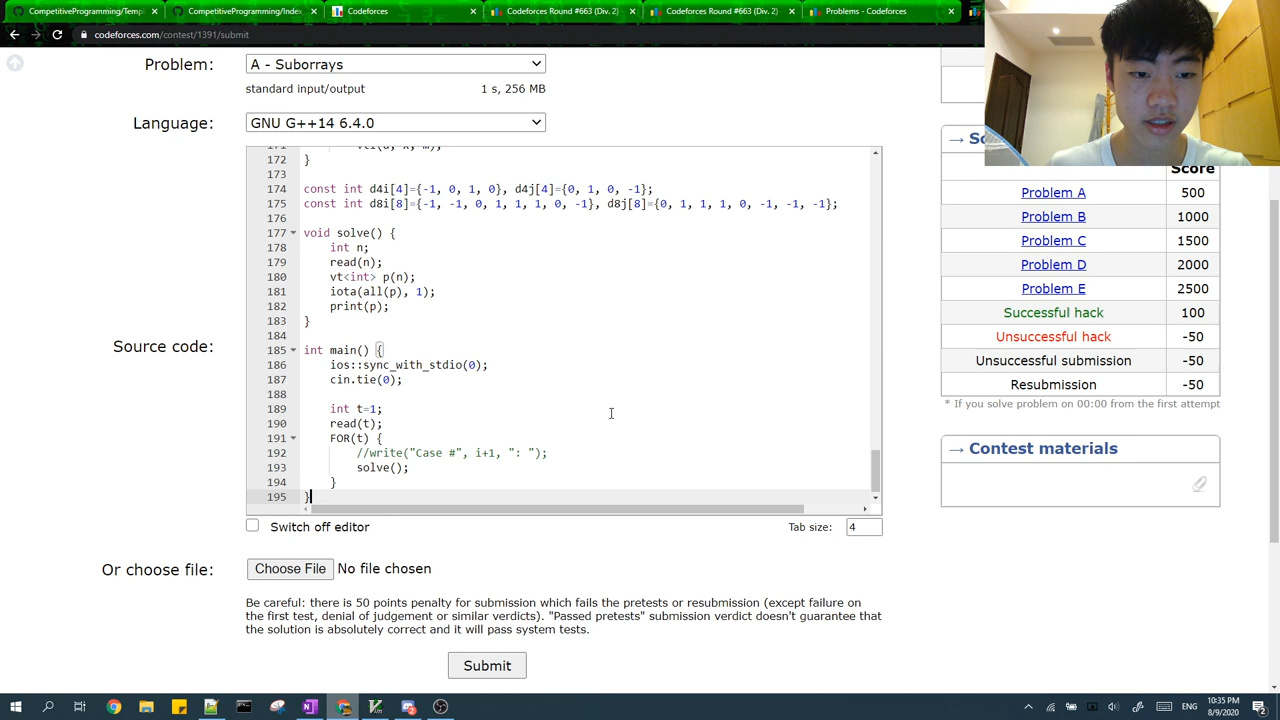 CompetitiveProgramming/Templ
CompetitiveProgramming/Index
Codeforces
Codeforces Round #663 (Div. 2)
Codeforces Round #663 (Div. 2)
Problems - Codeforces
codeforces.com/contest/1391/submit
Problem:
A - Suborrays
standard input/output
1 s, 256 MB
Language:
GNU G++14 6.4.0
Source code:
172 }
173
174 const int d4i[4]={-1, 0, 1, 0}, d4j[4]={0, 1, 0, -1};
175 const int d8i[8]={-1, -1, 0, 1, 1, 1, 0, -1}, d8j[8]={0, 1, 1, 1, 0, -1, -1, -1};
176
177 void solve() {
178 int n;
179 read(n);
180 vt<int> p(n);
181 iota(all(p), 1);
182 print(p);
183 }
184
185 int main() {
186 ios::sync_with_stdio(0);
187 cin.tie(0);
188
189 int t=1;
190 read(t);
191 FOR(t) {
192 //write("Case #", i+1, ": ");
193 solve();
194 }
195 }
Switch off editor
Tab size:
4
Or choose file:
Choose File No file chosen
Be careful: there is 50 points penalty for submission which fails the pretests or resubmission (except failure on
the first test, denial of judgement or similar verdicts). "Passed pretests" submission verdict doesn't guarantee that
the solution is absolutely correct and it will pass system tests.
Submit
Score
Problem A 500
Problem B 1000
Problem C 1500
Problem D 2000
Problem E 2500
Successful hack 100
Unsuccessful hack -50
Unsuccessful submission -50
Resubmission -50
* If you solve problem on 00:00 from the first attempt
→ Contest materials
10:35 PM
8/9/2020